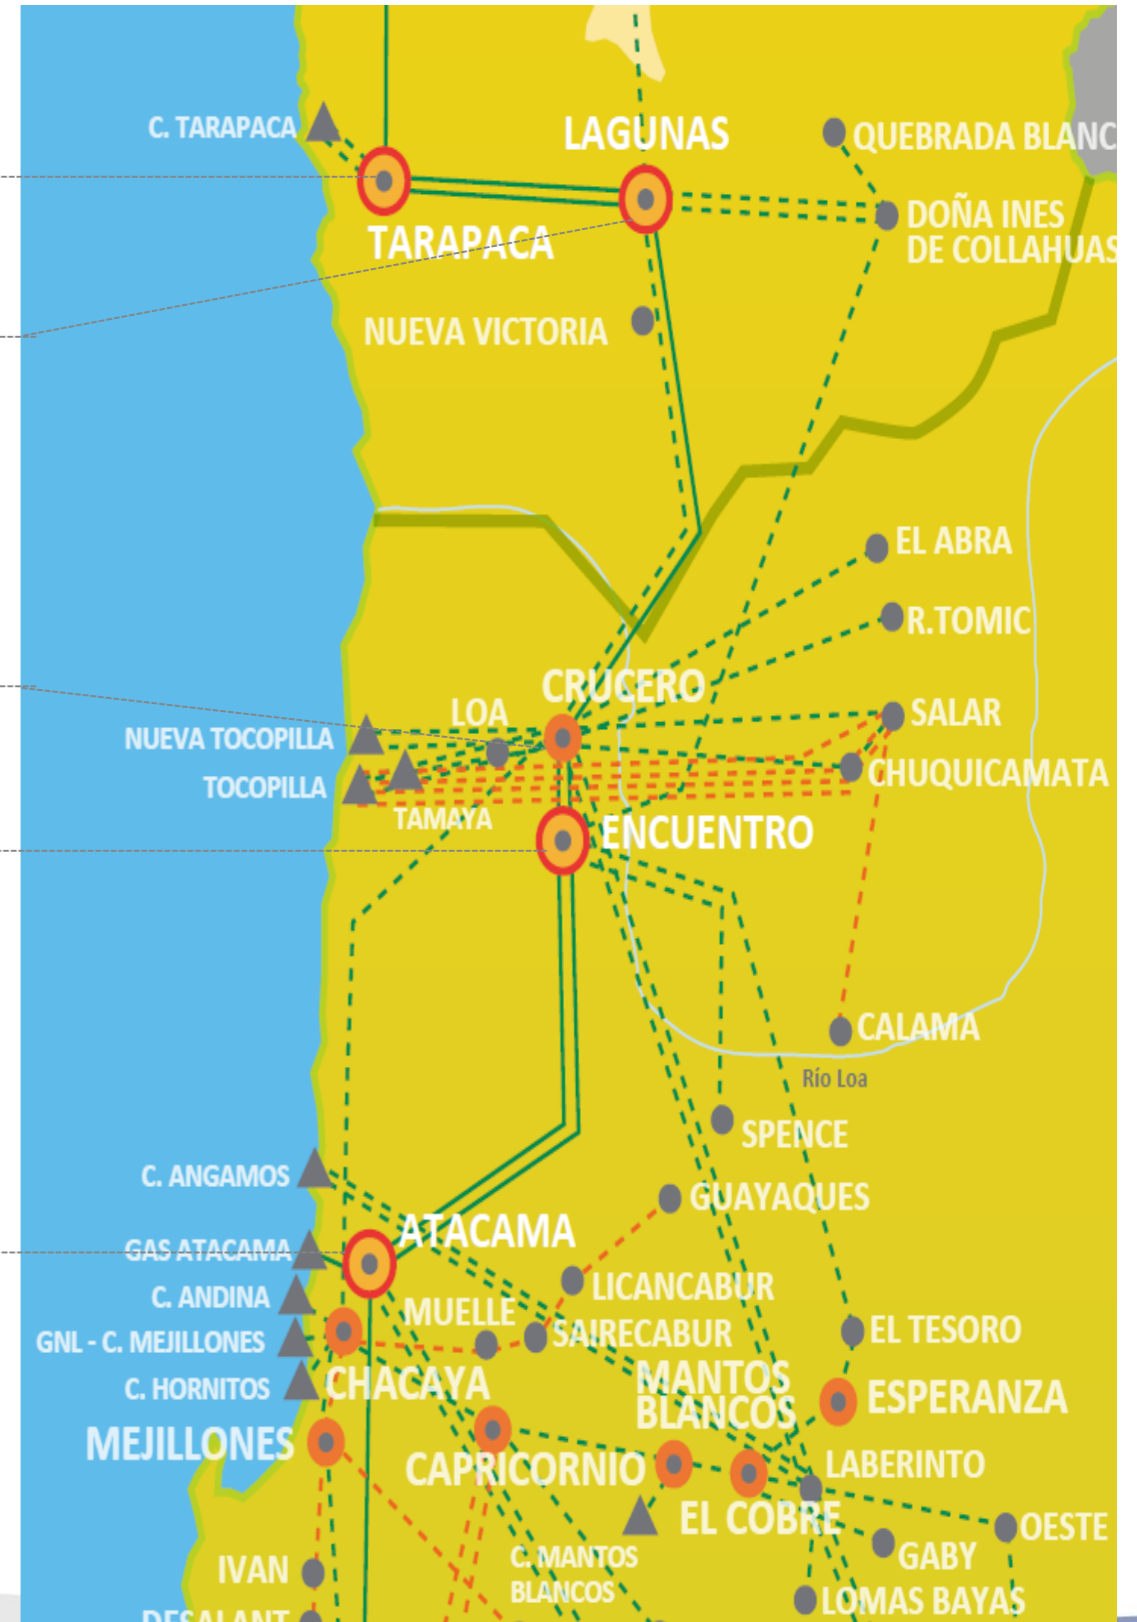 C. TARAPACA
LAGUNAS
QUEBRADA BLANC
TARAPACA
DOÑA INES
DE COLLAHUAS
NUEVA VICTORIA
EL ABRA
R.TOMIC
CRUCERO
LOA
SALAR
NUEVA TOCOPILLA
TOCOPILLA
CHUQUICAMATA
TAMAYA
ENCUENTRO
CALAMA
Río Loa
SPENCE
C. ANGAMOS
GUAYAQUES
ATACAMA
GAS ATACAMA
LICANCABUR
C. ANDINA
MUELLE
SAIRECABUR
EL TESORO
GNL - C. MEJILLONES
C. HORNITOS
CHACAYA
MANTOS
BLANCOS
ESPERANZA
MEJILLONES
CAPRICORNIO
LABERINTO
EL COBRE
OESTE
GABY
C. MANTOS
BLANCOS
IVAN
LOMAS BAYAS
DESALANT